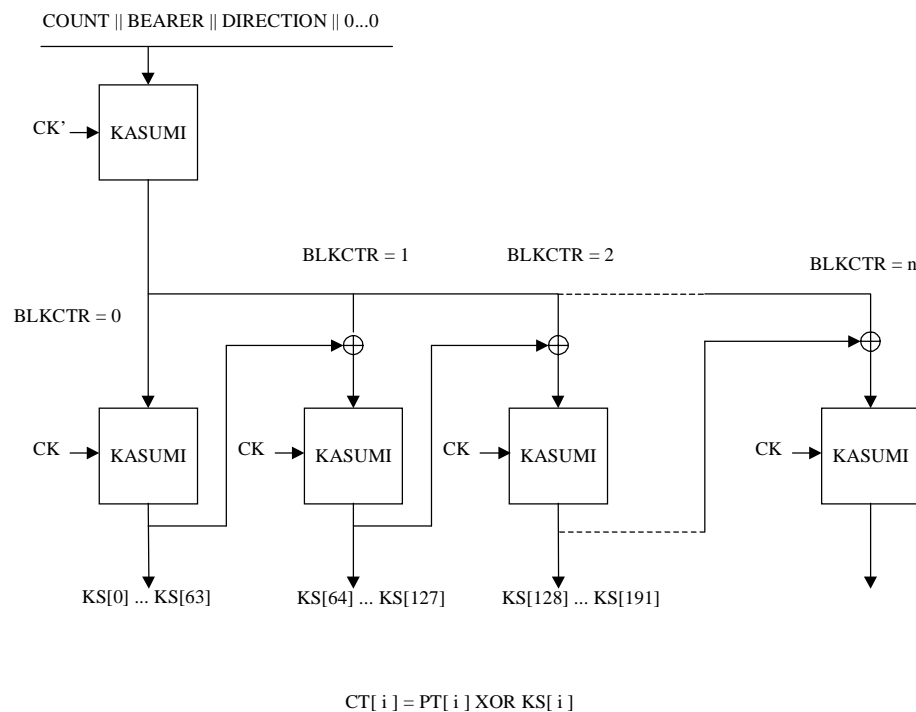 COUNT || BEARER || DIRECTION || 0...0
CK’
KASUMI
BLKCTR = 1
BLKCTR = 2
BLKCTR = n
BLKCTR = 0
CK
KASUMI
CK
KASUMI
CK
KASUMI
CK
KASUMI
KS[0] ... KS[63]
KS[64] ... KS[127]
KS[128] ... KS[191]
CT[ i ] = PT[ i ] XOR KS[ i ]